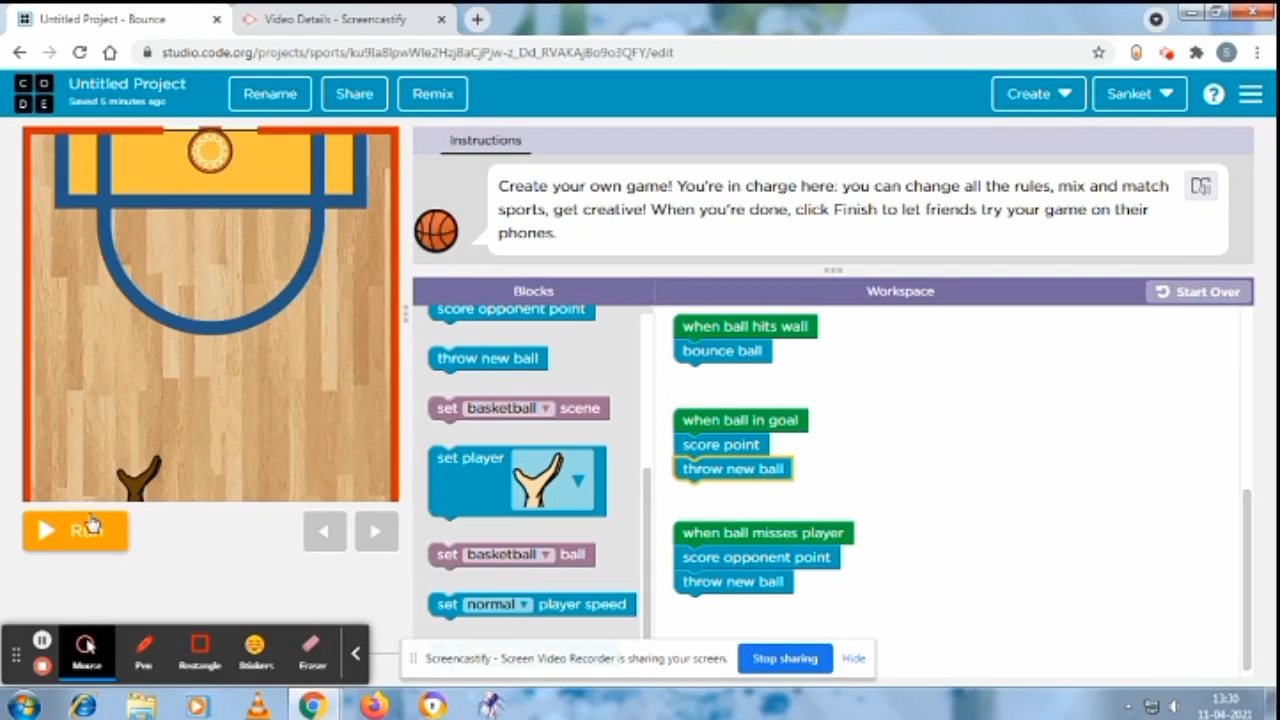 Untitled Project - Bounce
Video Details - Screencastify
studio.code.org/projects/sports/ku9Ia8lpwWle2Hzj8aCjPjw-z_Dd_RVAKAjBo9o3QFY/edit
S
CODE
Untitled Project
Saved 5 minutes ago
Rename
Share
Remix
Create
Sanket
?
Instructions
Create your own game! You're in charge here: you can change all the rules, mix and match
sports, get creative! When you're done, click Finish to let friends try your game on their
phones.
Blocks
Workspace
Start Over
score opponent point
throw new ball
set basketball scene
set player
set basketball ball
set normal player speed
when ball hits wall
bounce ball
when ball in goal
score point
throw new ball
when ball misses player
score opponent point
throw new ball
Run
Mouse
Pen
Rectangle
Stickers
Eraser
Screencastify - Screen Video Recorder is sharing your screen.
Stop sharing
Hide
13:30
11-04-2021